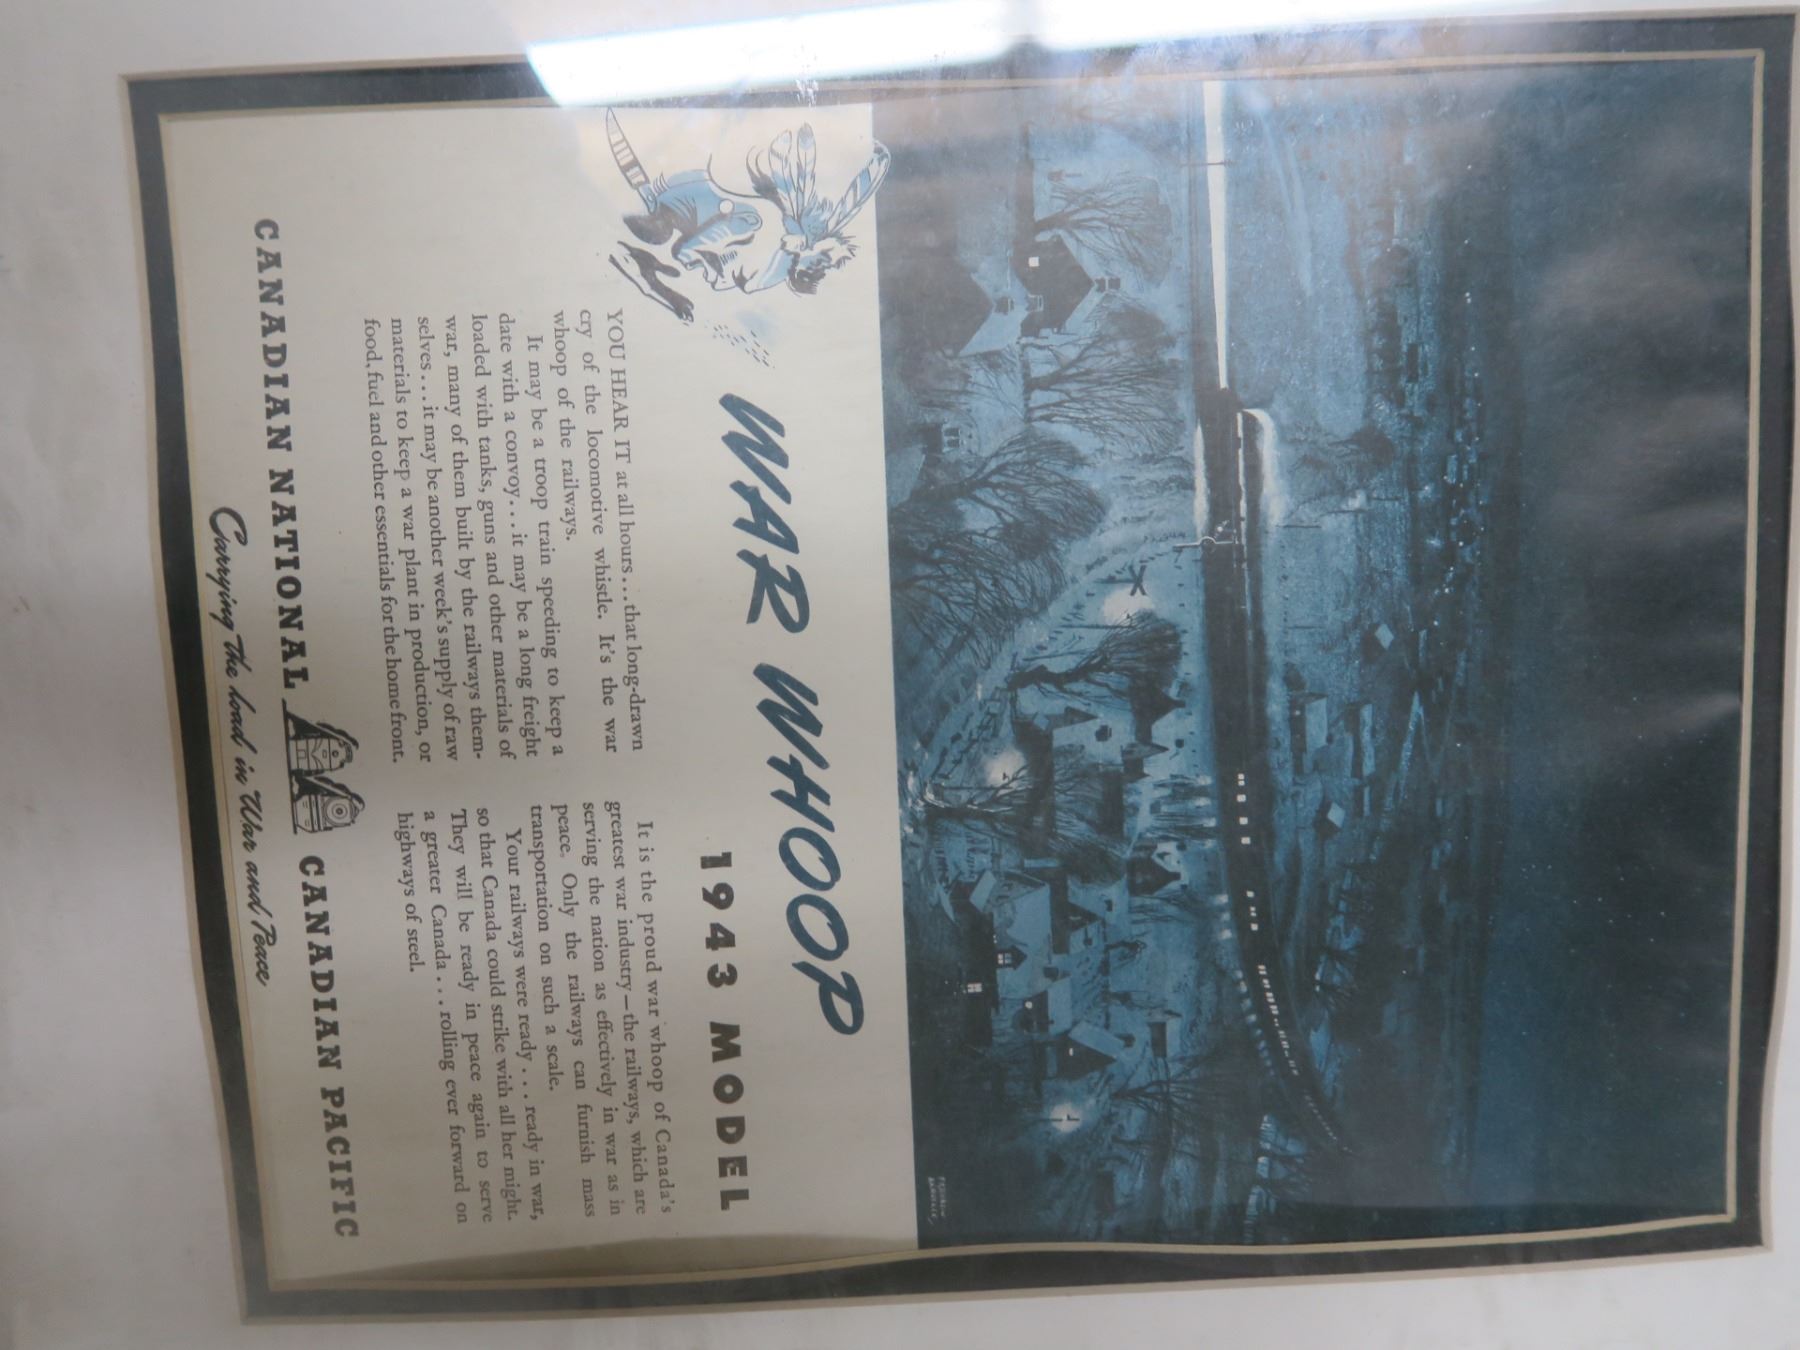 WAR WHOOP
1943 MODEL
YOU HEAR IT at all hours...that long-drawn
cry of the locomotive whistle. It's the war
whoop of the railways.
It may be a troop train speeding to keep a
date with a convoy...it may be a long freight
loaded with tanks, guns and other materials of
war, many of them built by the railways them-
selves...it may be another week's supply of raw
materials to keep a war plant in production, or
food, fuel and other essentials for the home front.
It is the proud war whoop of Canada's
greatest war industry—the railways, which are
serving the nation as effectively in war as in
peace. Only the railways can furnish mass
transportation on such a scale.
Your railways were ready...ready in war,
so that Canada could strike with all her might.
They will be ready in peace again to serve
a greater Canada...rolling ever forward on
highways of steel.
CANADIAN NATIONAL CANADIAN PACIFIC
Carrying the load in War and Peace